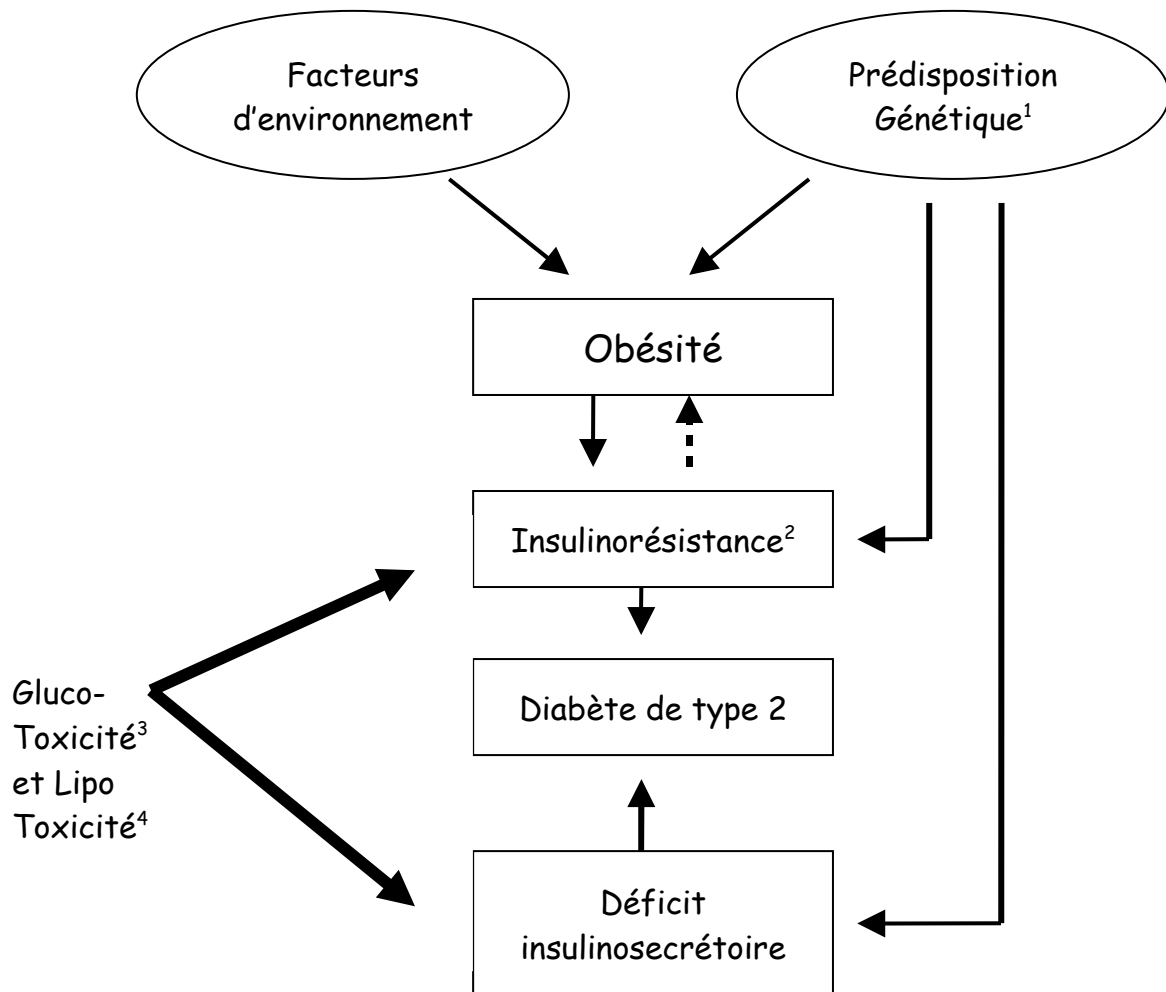 Facteurs
d'environnement
Prédisposition
Génétique¹
Obésité
Insulinorésistance²
Diabète de type 2
Gluco-
Toxicité³
et Lipo
Toxicité⁴
Déficit
insulinosecrétoire